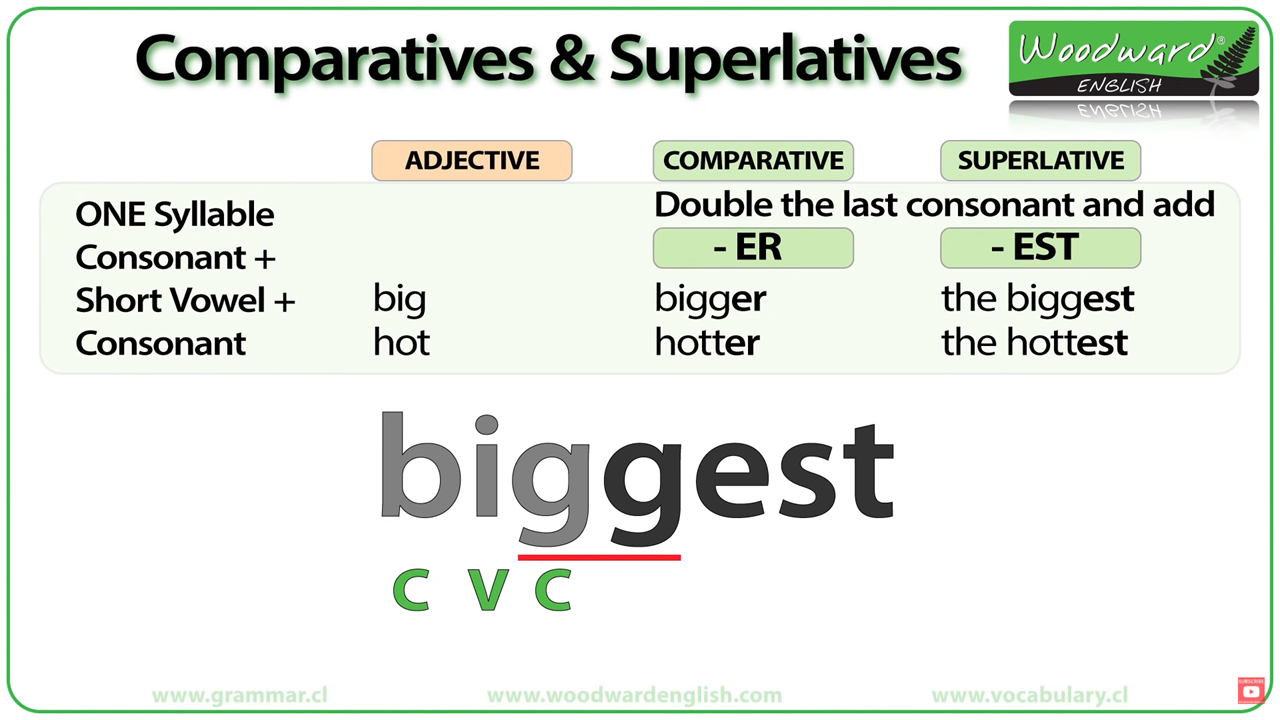 Comparatives & Superlatives
Woodward®
ENGLISH
ADJECTIVE COMPARATIVE SUPERLATIVE
ONE Syllable
Consonant +
Short Vowel +
Consonant
Double the last consonant and add
- ER - EST
big bigger the biggest
hot hotter the hottest
biggest
C V C
www.grammar.cl www.woodwardenglish.com www.vocabulary.cl
SUBSCRIBE